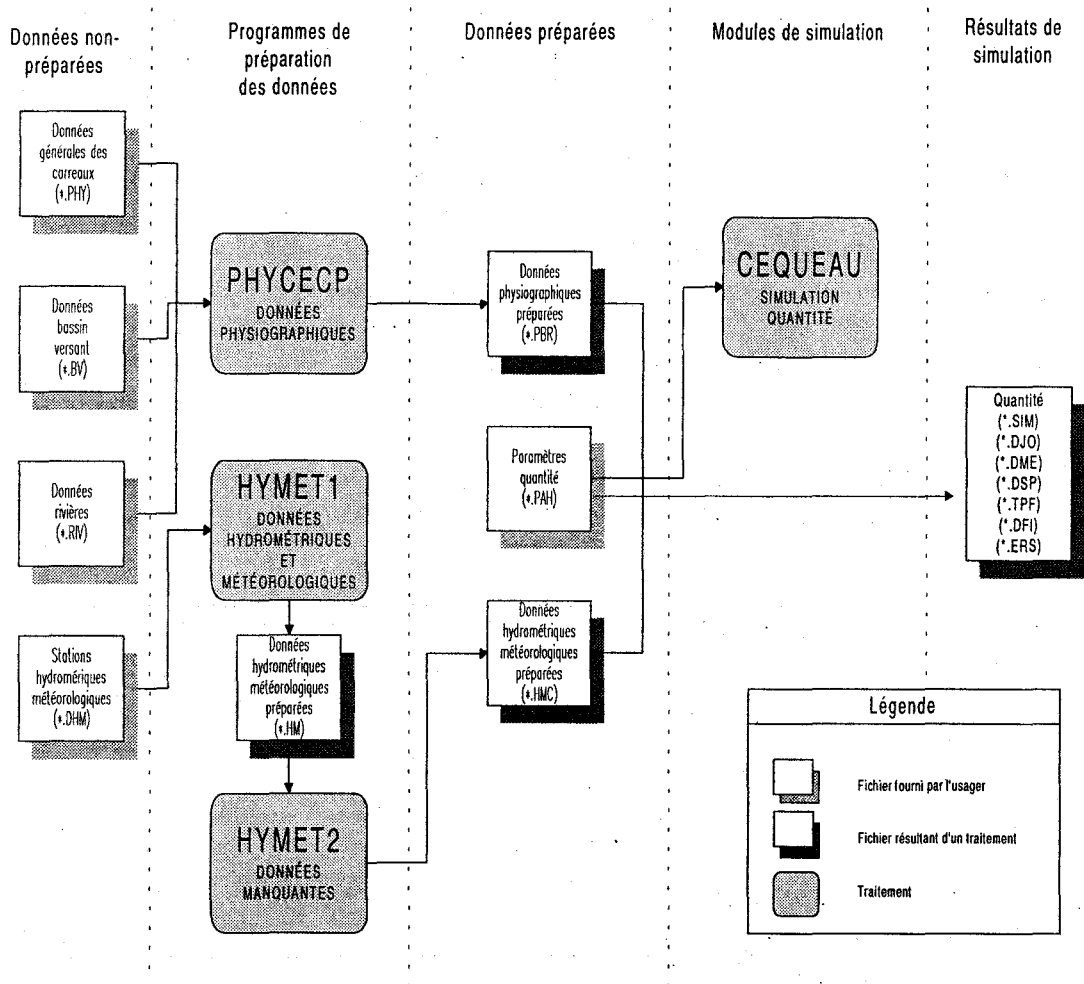 Données non-
préparées
Programmes de
préparation
des données
Données préparées
Modules de simulation
Résultats de
simulation
Données
générales des
carreaux
(*.PHY)
Données
bassin
versant
(*.BV)
Données
rivières
(*.RIV)
Stations
hydromériques
météorologiques
(*.DHM)
PHYCECP
DONNÉES
PHYSIOGRAPHIQUES
HYMET1
DONNÉES
HYDROMÉTRIQUES
ET
MÉTÉOROLOGIQUES
Données
hydrométriques
météorologiques
préparées
(*.HM)
HYMET2
DONNÉES
MANQUANTES
Données
physiographiques
préparées
(*.PBR)
Paramètres
quantité
(*.PAH)
Données
hydrométriques
météorologiques
préparées
(*.HMC)
CEQUEAU
SIMULATION
QUANTITÉ
Quantité
(*.SIM)
(*.DJO)
(*.DME)
(*.DSP)
(*.TPF)
(*.DFI)
(*.ERS)
Légende
Fichier fourni par l'usager
Fichier résultant d'un traitement
Traitement